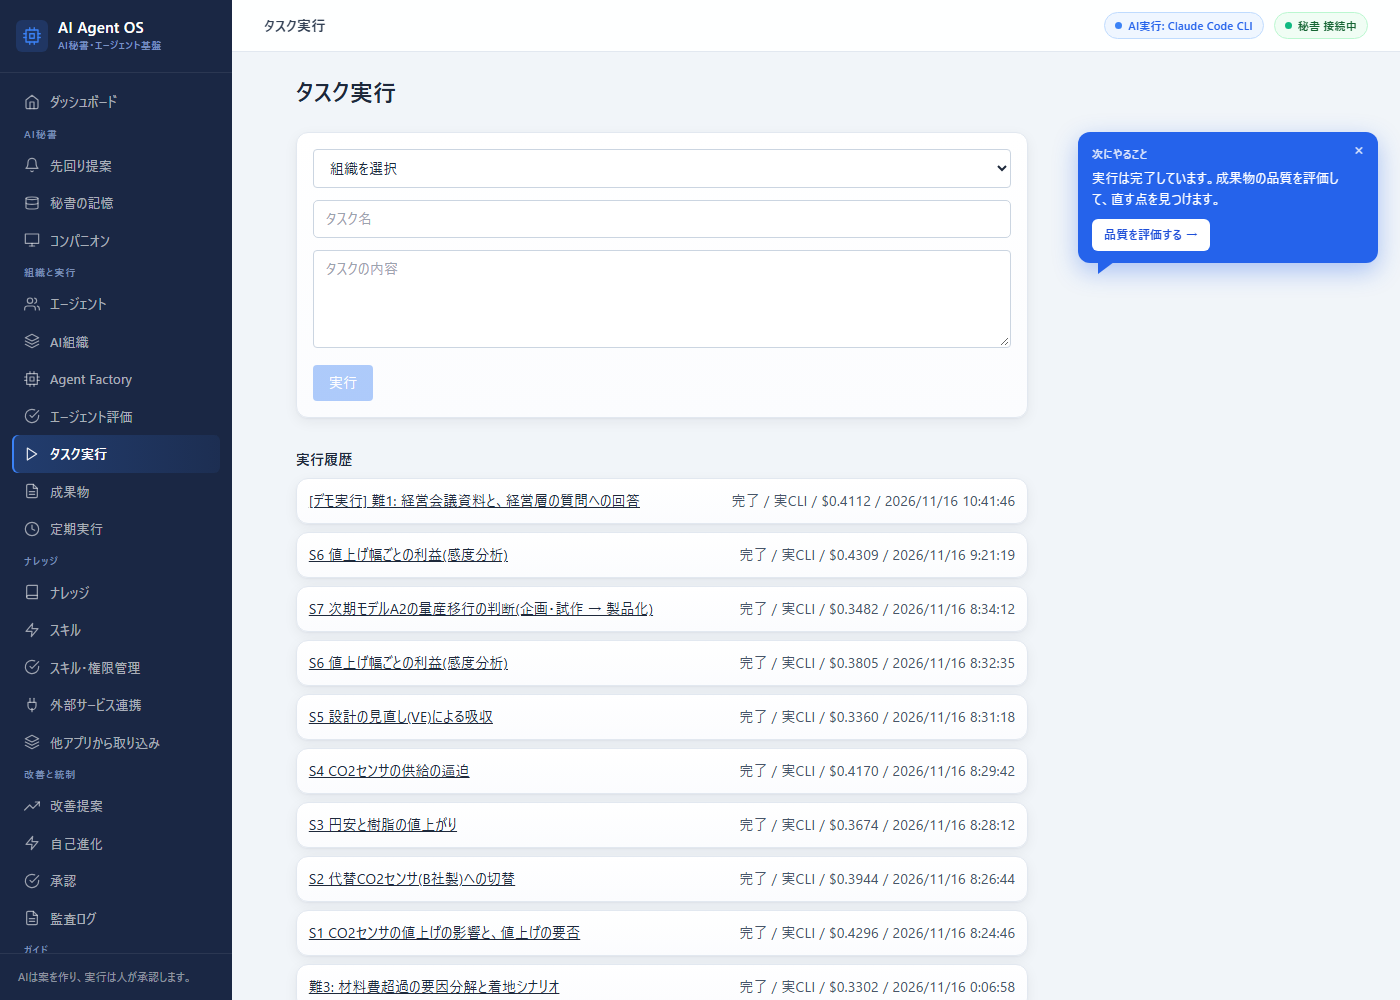 AI Agent OS
AI秘書・エージェント基盤
ダッシュボード
AI秘書
先回り提案
秘書の記憶
コンパニオン
組織と実行
エージェント
AI組織
Agent Factory
エージェント評価
タスク実行
成果物
定期実行
ナレッジ
ナレッジ
スキル
スキル・権限管理
外部サービス連携
他アプリから取り込み
改善と統制
改善提案
自己進化
承認
監査ログ
ガイド
AIは案を作り、実行は人が承認します。
タスク実行
AI実行: Claude Code CLI
秘書 接続中
タスク実行
組織を選択
タスク名
タスクの内容
実行
次にやること
×
実行は完了しています。成果物の品質を評価し
て、直す点を見つけます。
品質を評価する →
実行履歴
[デモ実行] 難1: 経営会議資料と、経営層の質問への回答 完了 / 実CLI / $0.4112 / 2026/11/16 10:41:46
S6 値上げ幅ごとの利益(感度分析) 完了 / 実CLI / $0.4309 / 2026/11/16 9:21:19
S7 次期モデルA2の量産移行の判断(企画・試作 → 製品化) 完了 / 実CLI / $0.3482 / 2026/11/16 8:34:12
S6 値上げ幅ごとの利益(感度分析) 完了 / 実CLI / $0.3805 / 2026/11/16 8:32:35
S5 設計の見直し(VE)による吸収 完了 / 実CLI / $0.3360 / 2026/11/16 8:31:18
S4 CO2センサの供給の逼迫 完了 / 実CLI / $0.4170 / 2026/11/16 8:29:42
S3 円安と樹脂の値上がり 完了 / 実CLI / $0.3674 / 2026/11/16 8:28:12
S2 代替CO2センサ(B社製)への切替 完了 / 実CLI / $0.3944 / 2026/11/16 8:26:44
S1 CO2センサの値上げの影響と、値上げの要否 完了 / 実CLI / $0.4296 / 2026/11/16 8:24:46
難3: 材料費超過の要因分解と着地シナリオ 完了 / 実CLI / $0.3302 / 2026/11/16 0:06:58